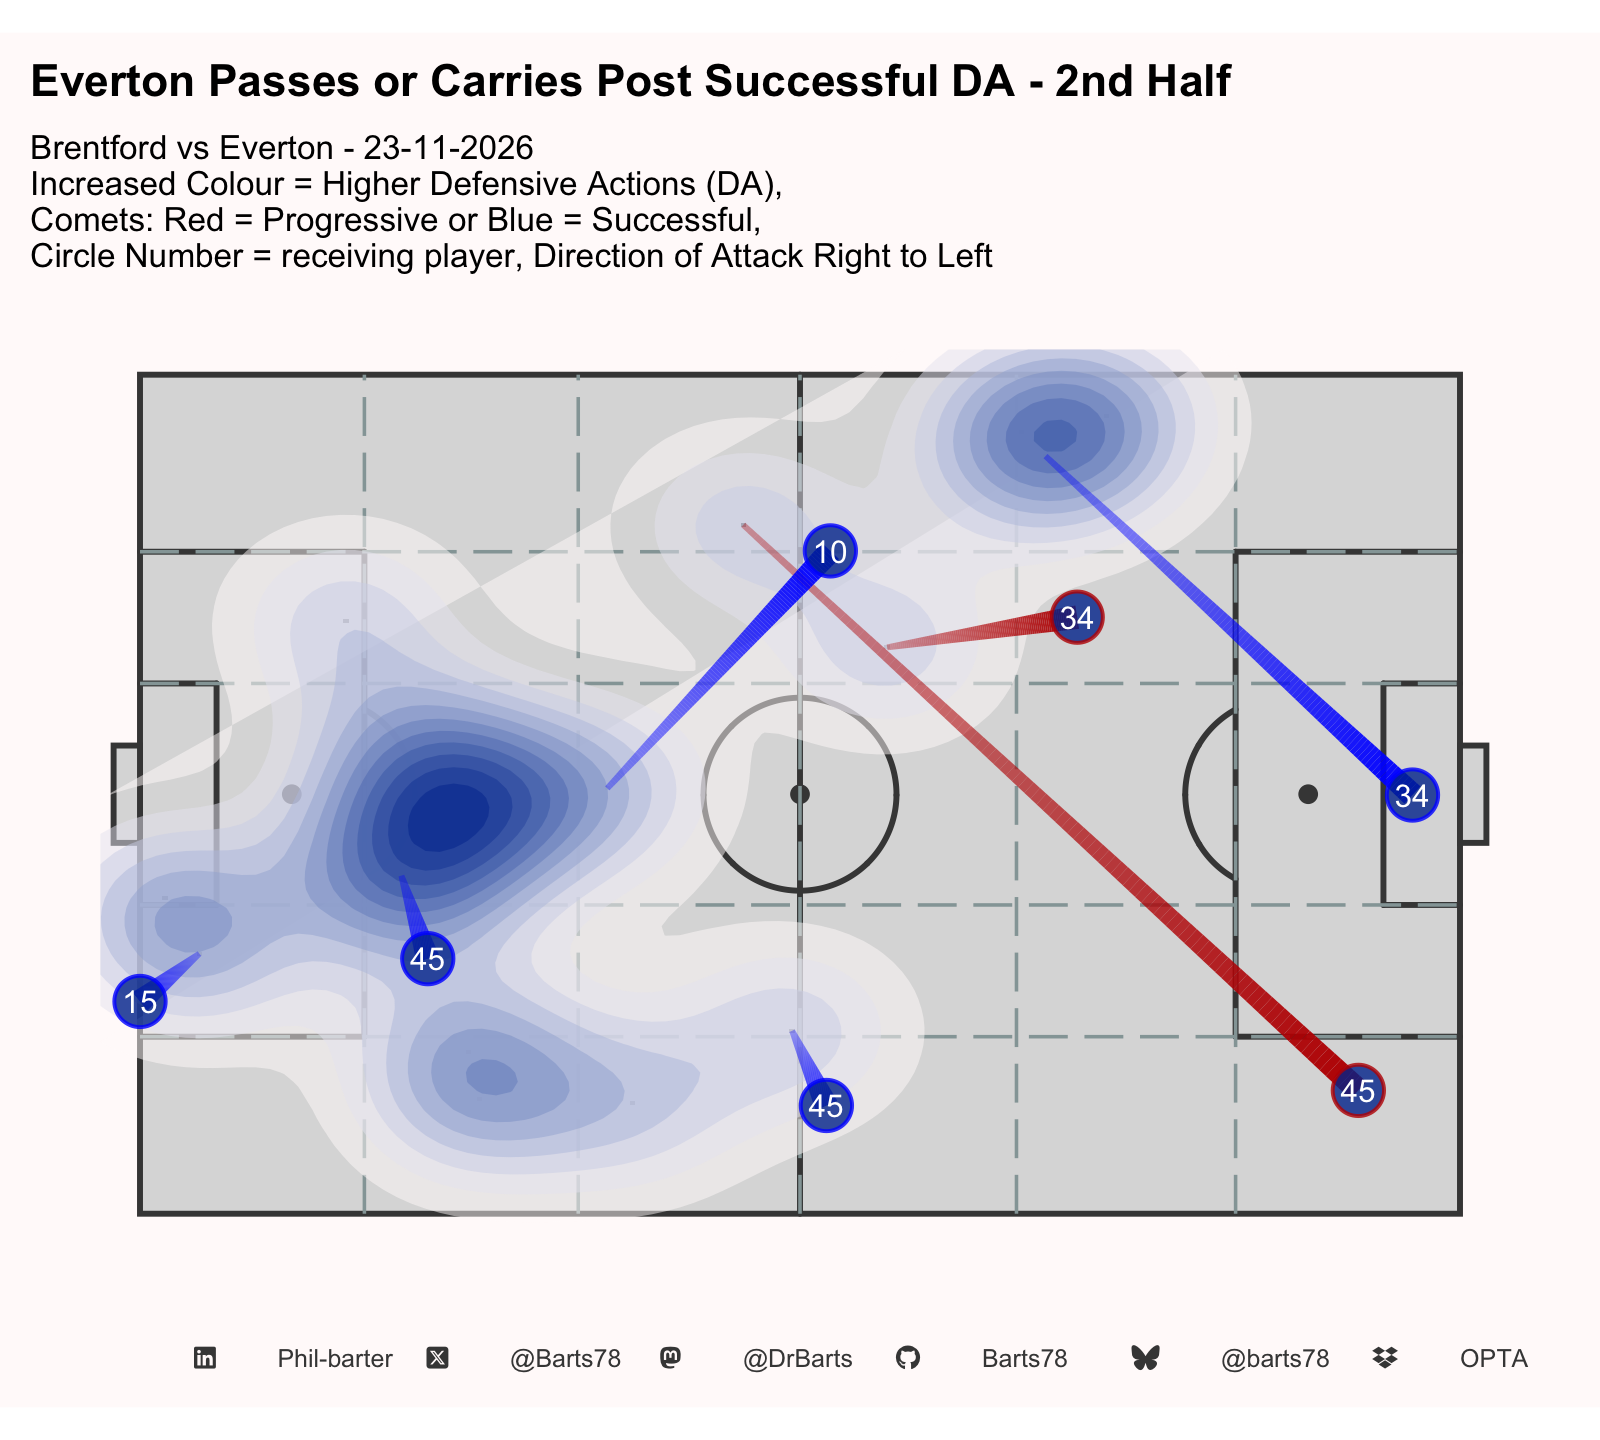 Everton Passes or Carries Post Successful DA - 2nd Half
Brentford vs Everton - 23-11-2026
Increased Colour = Higher Defensive Actions (DA),
Comets: Red = Progressive or Blue = Successful,
Circle Number = receiving player, Direction of Attack Right to Left
10
34
34
45
15
45
45
Phil-barter @Barts78 @DrBarts Barts78 @barts78 OPTA